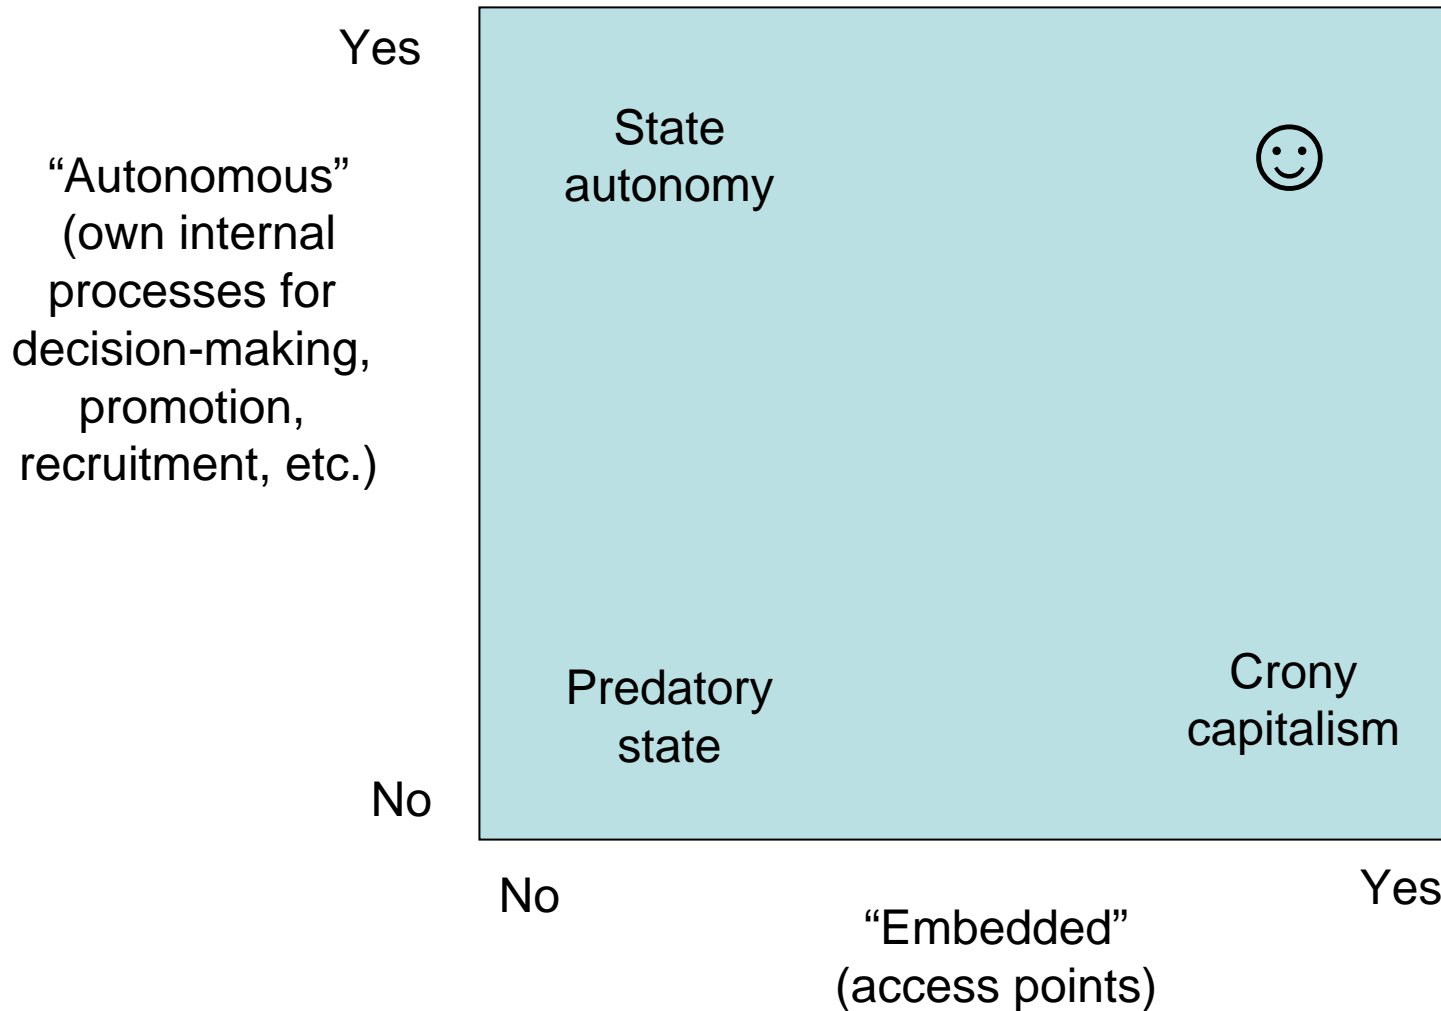 Yes
“Autonomous”
(own internal
processes for
decision-making,
promotion,
recruitment, etc.)
State
autonomy
☺
Predatory
state
Crony
capitalism
No
No
Yes
“Embedded”
(access points)